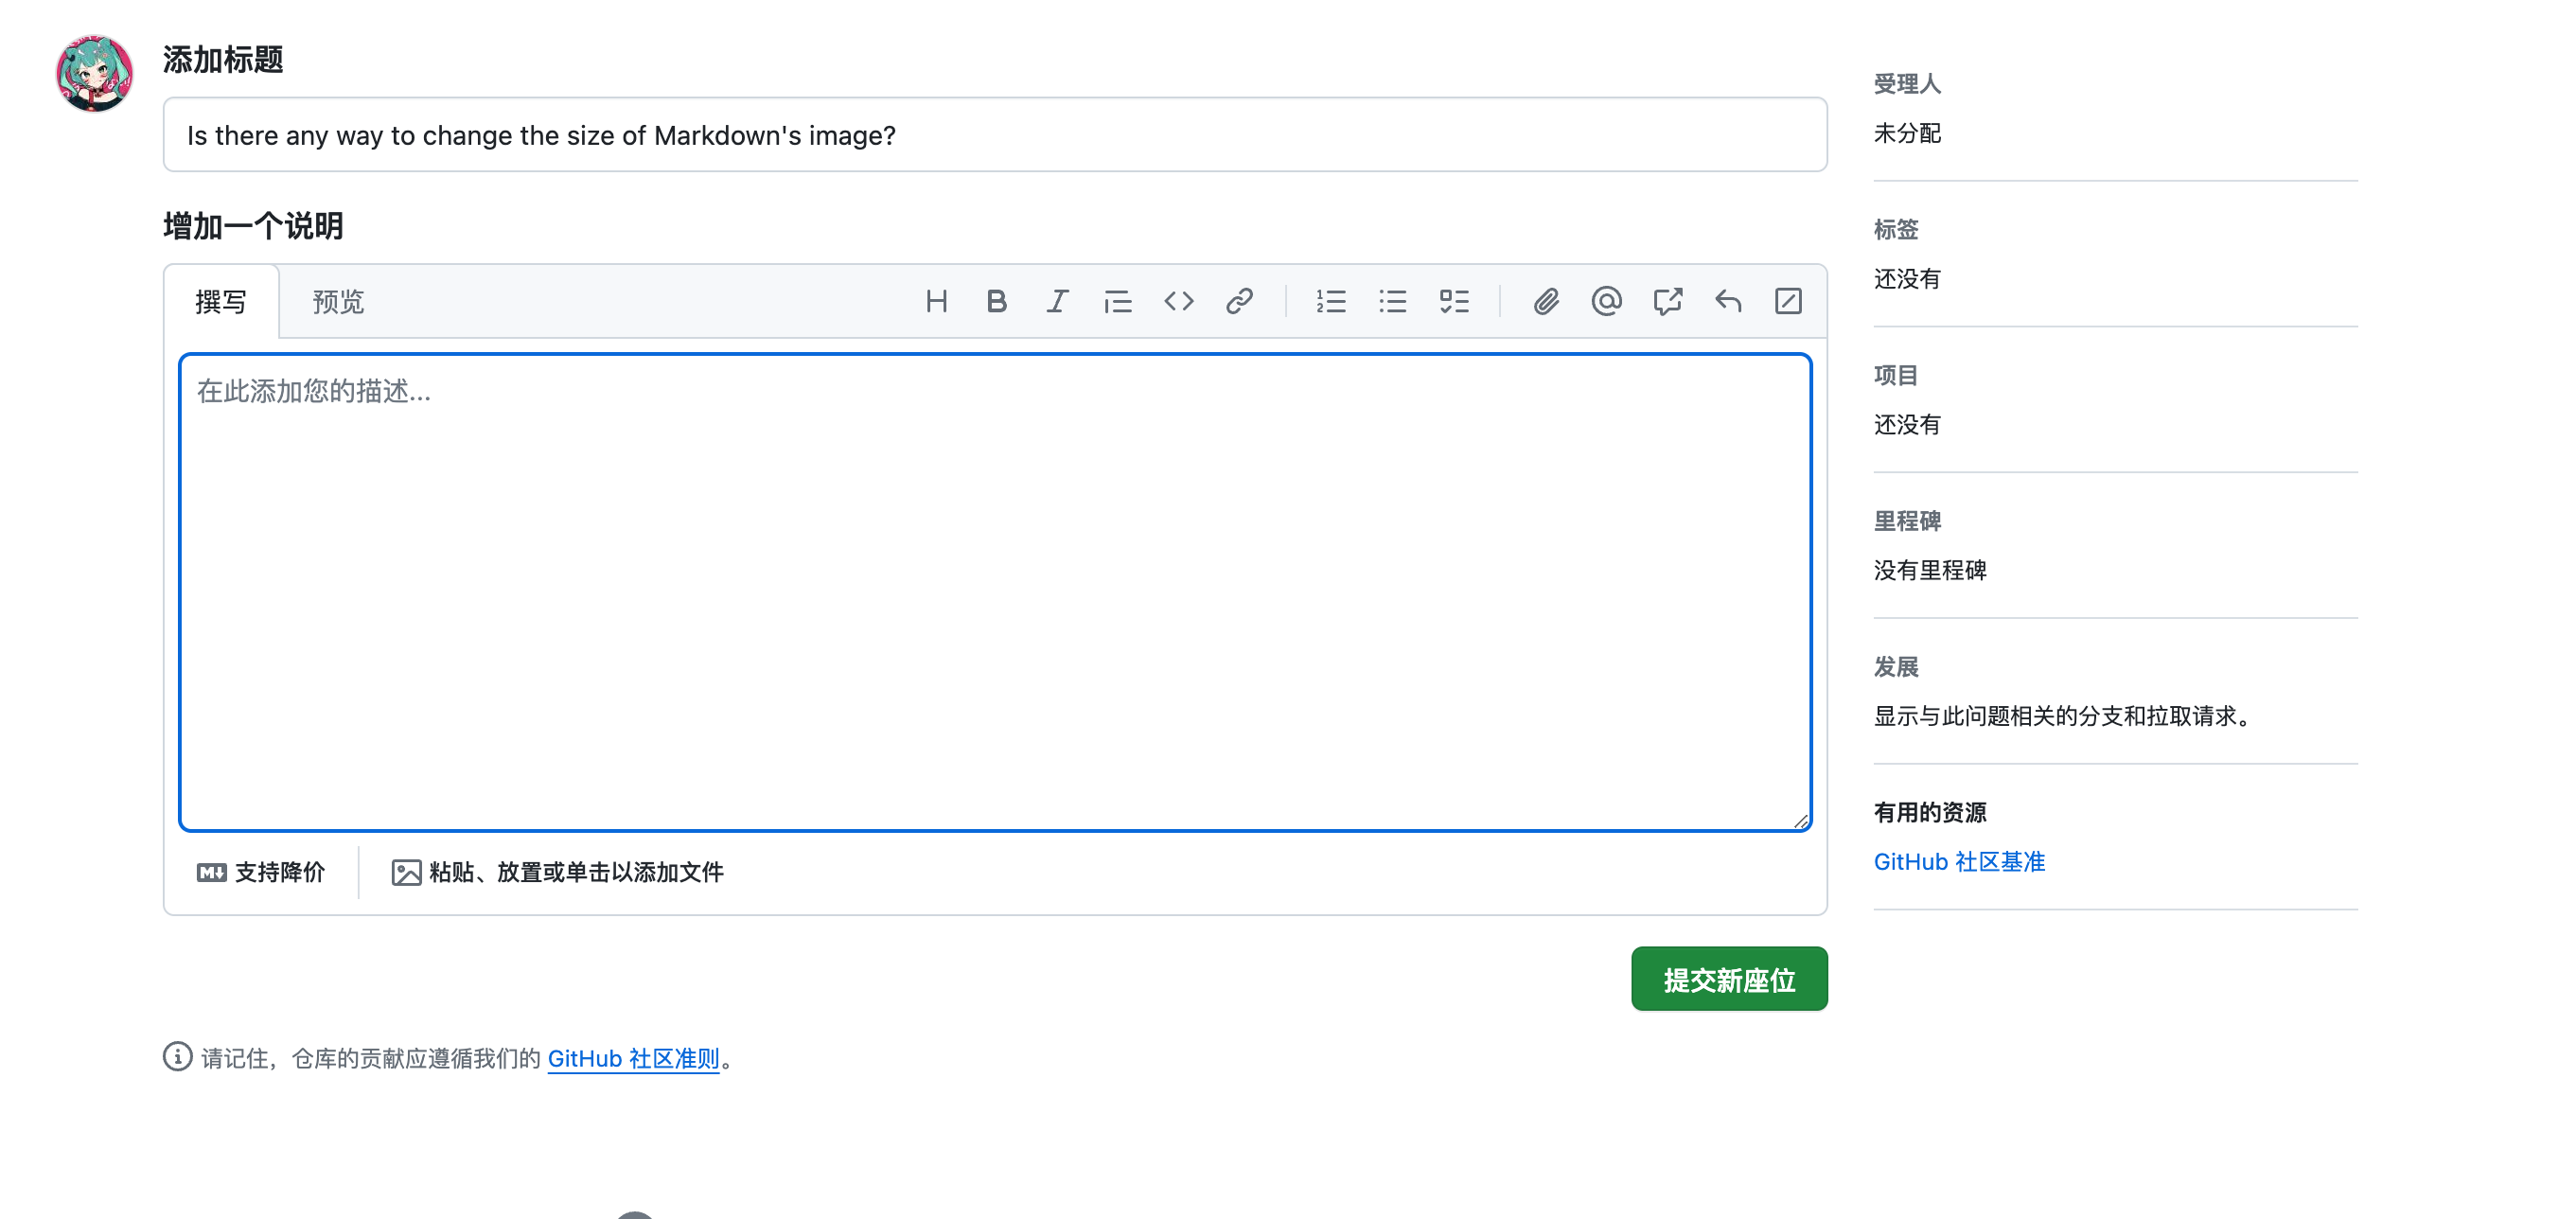 添加标题
Is there any way to change the size of Markdown's image?
增加一个说明
撰写
预览
在此添加您的描述...
支持降价
粘贴、放置或单击以添加文件
提交新座位
请记住，仓库的贡献应遵循我们的 GitHub 社区准则。
受理人
未分配
标签
还没有
项目
还没有
里程碑
没有里程碑
发展
显示与此问题相关的分支和拉取请求。
有用的资源
GitHub 社区基准